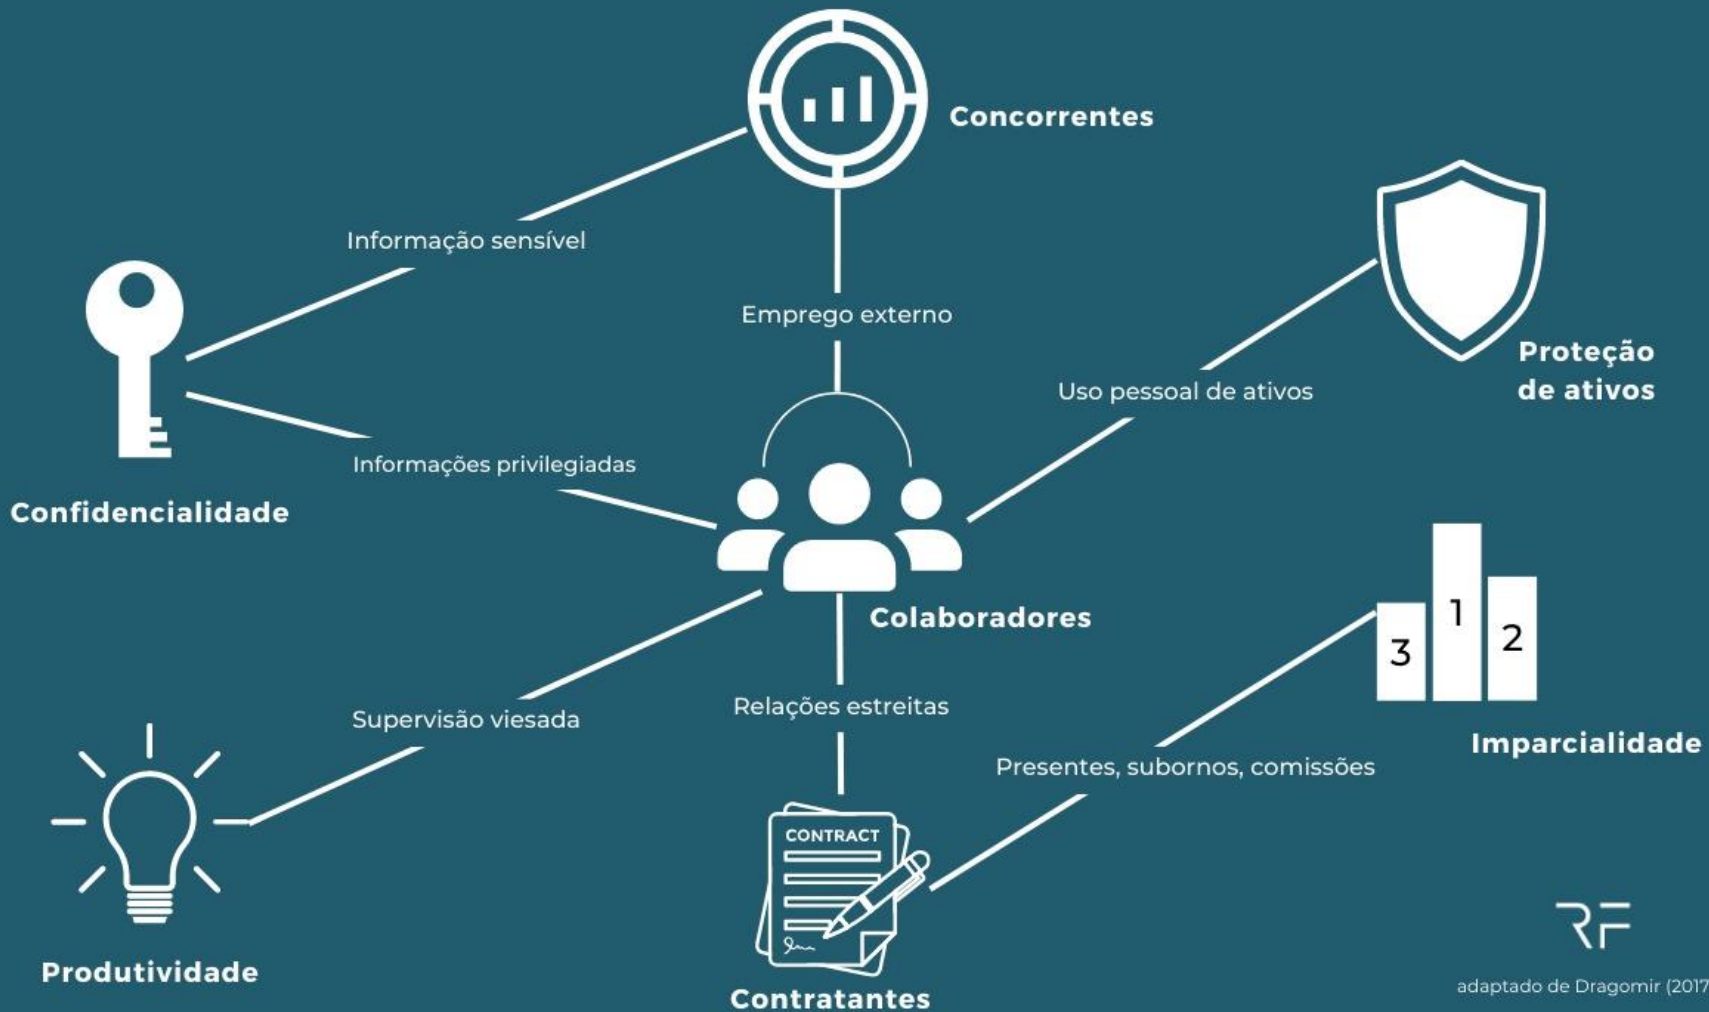 Concorrentes
Informação sensível
Emprego externo
Proteção
de ativos
Uso pessoal de ativos
Informações privilegiadas
Confidencialidade
Colaboradores
1
2
3
Relações estreitas
Supervisão viesada
Imparcialidade
Presentes, subornos, comissões
CONTRACT
RF
Produtividade
adaptado de Dragomir (2017
Contratantes